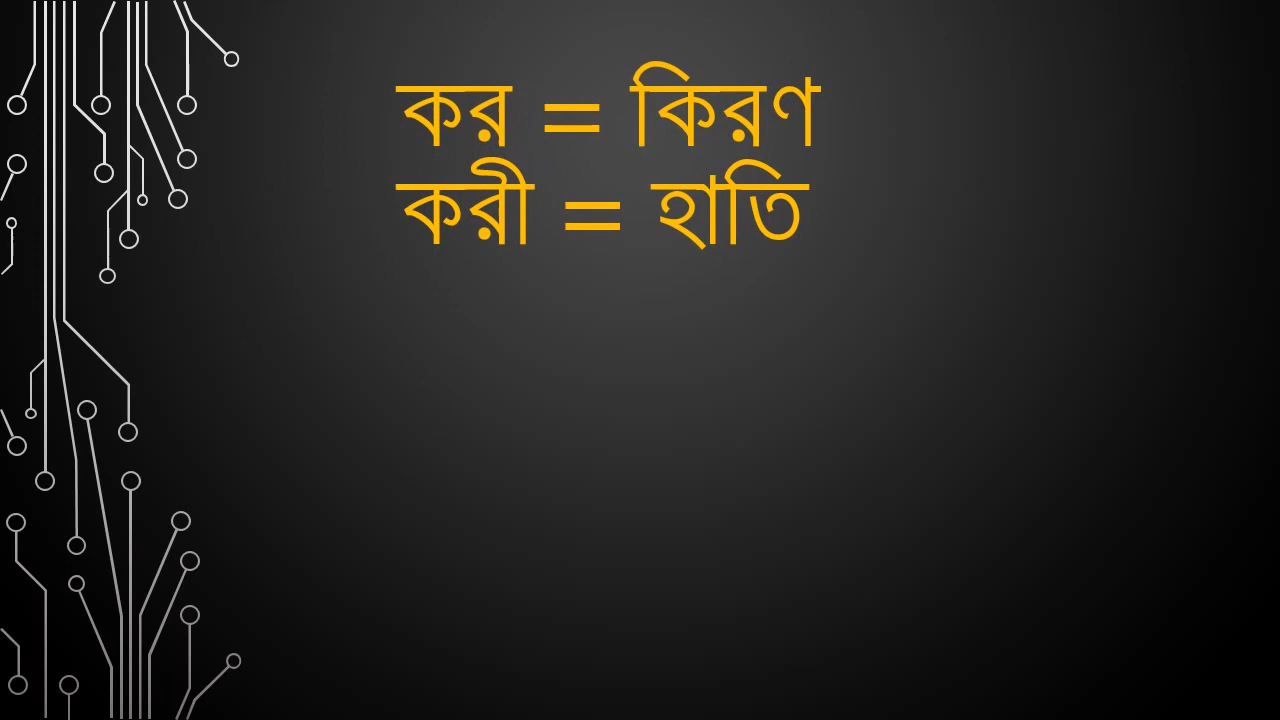 কর = কিরণ
করী = হাতি